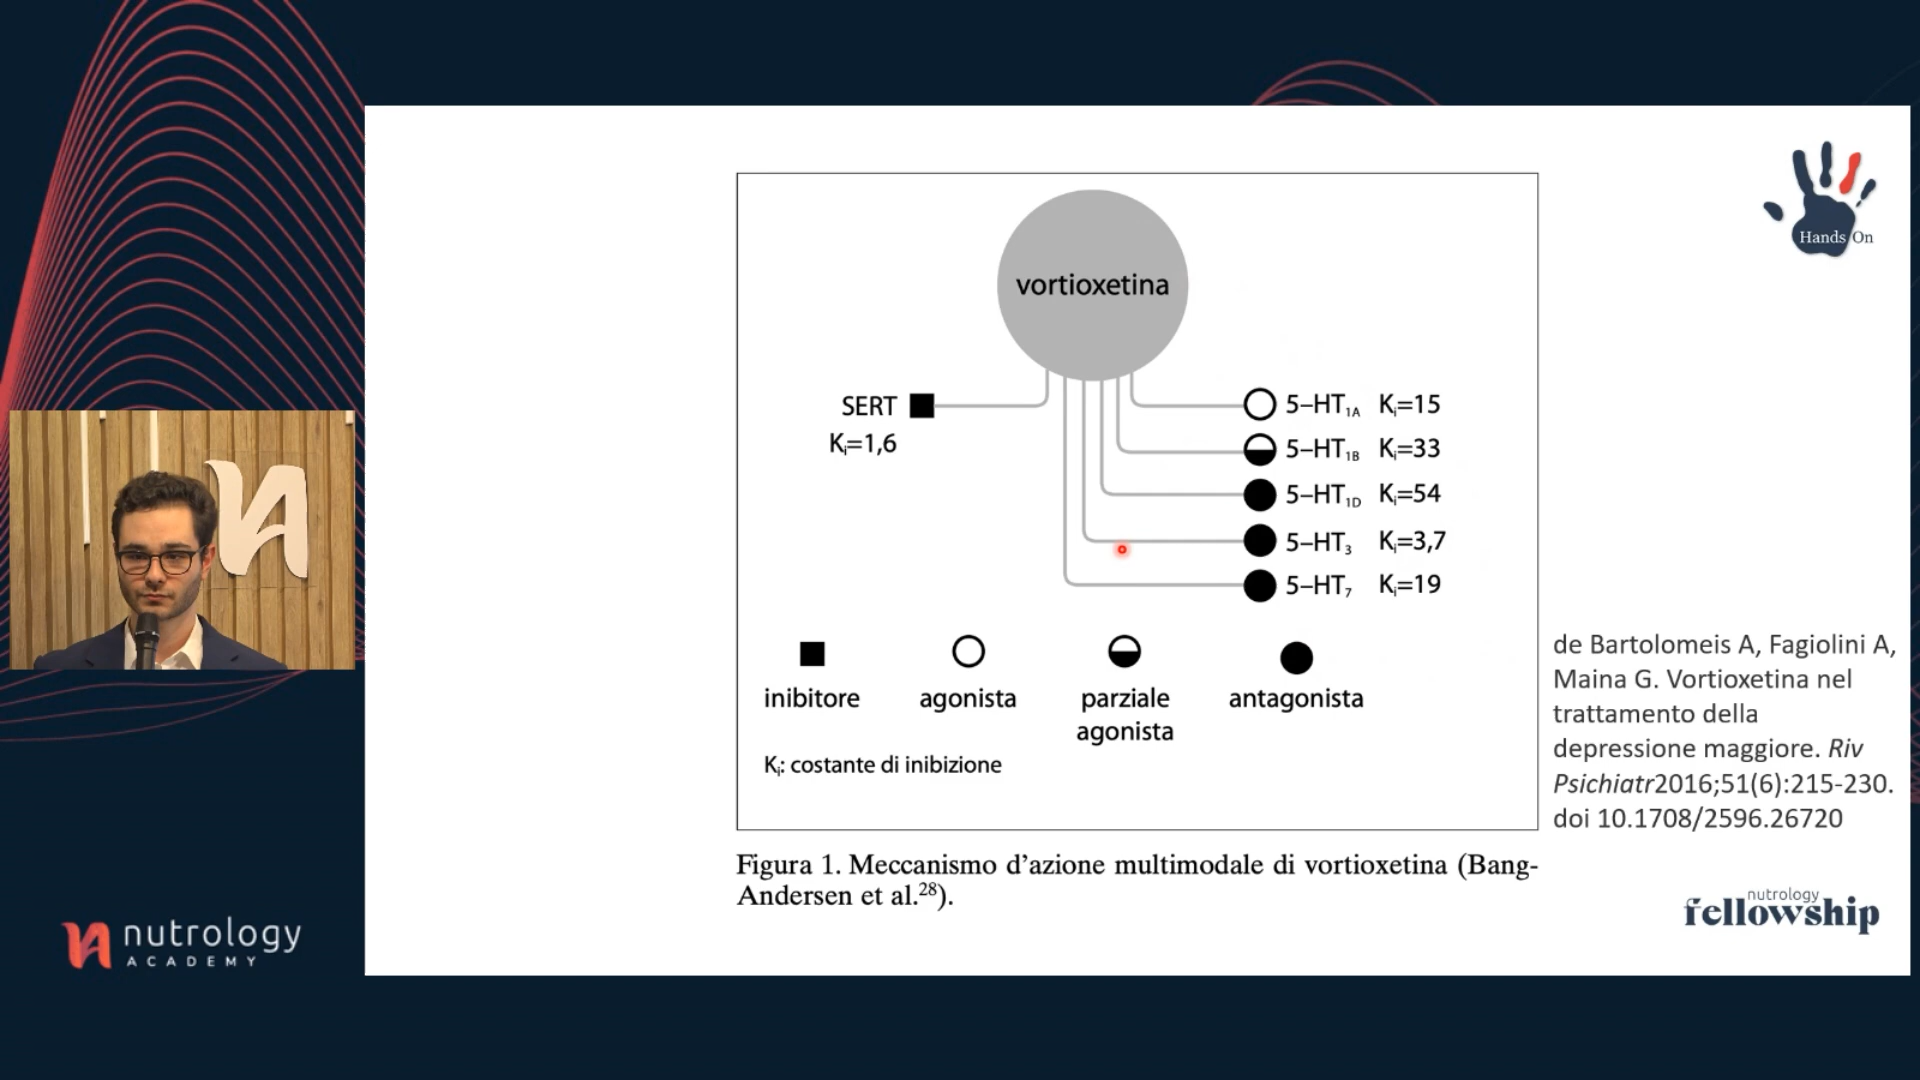 Hands On
vortioxetina
SERT
Ki=1,6
5–HT1A Ki=15
5–HT1B Ki=33
5–HT1D Ki=54
5–HT3 Ki=3,7
5–HT7 Ki=19
inibitore
agonista
parziale
agonista
antagonista
Ki: costante di inibizione
Figura 1. Meccanismo d’azione multimodale di vortioxetina (Bang-
Andersen et al.28).
de Bartolomeis A, Fagiolini A,
Maina G. Vortioxetina nel
trattamento della
depressione maggiore. Riv
Psichiatr2016;51(6):215-230.
doi 10.1708/2596.26720
nutrology
fellowship
nutrology
ACADEMY